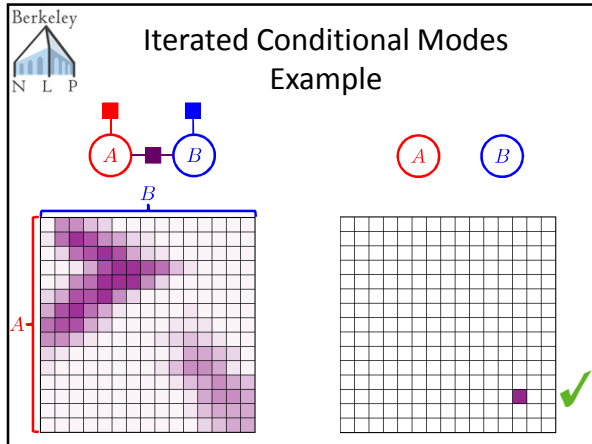 Berkeley
N L P
Iterated Conditional Modes
Example
A B
A B
B
A